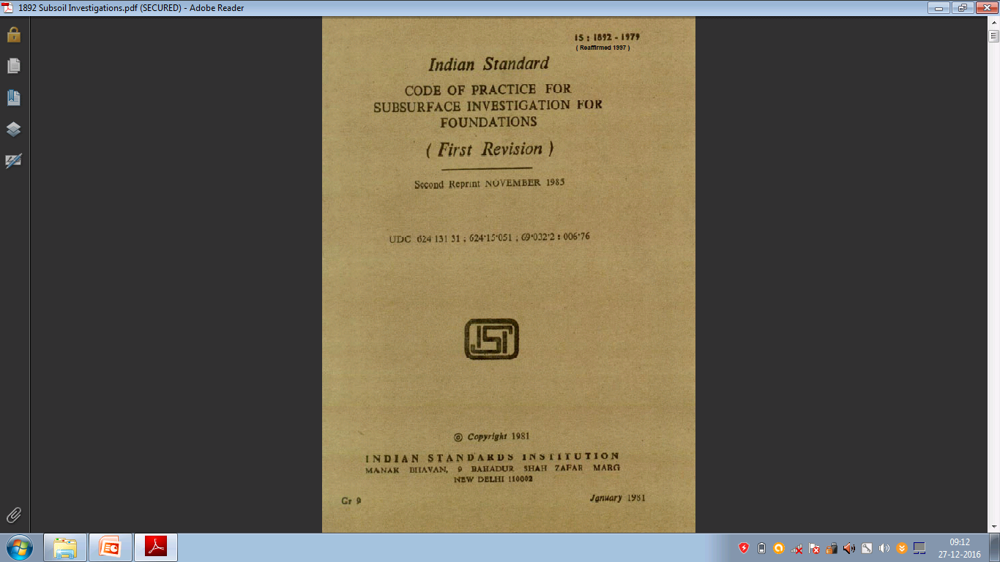 1892 Subsoil Investigations.pdf (SECURED) - Adobe Reader
IS : 1892 - 1979
( Reaffirmed 1997 )
Indian Standard
CODE OF PRACTICE FOR
SUBSURFACE INVESTIGATION FOR
FOUNDATIONS
( First Revision )
Second Reprint NOVEMBER 1985
UDC 624 131 31 ; 624·15·051 ; 69·032·2 : 006·76
ISI
© Copyright 1981
INDIAN STANDARDS INSTITUTION
MANAK BHAVAN, 9 BAHADUR SHAH ZAFAR MARG
NEW DELHI 110002
Gr 9
January 1981
09:12
27-12-2016